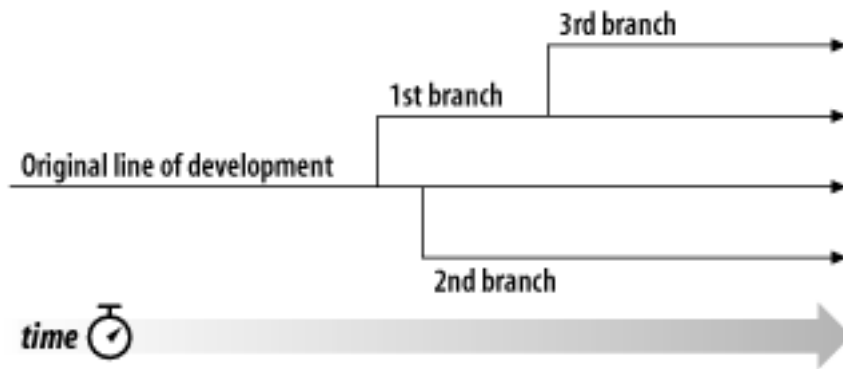 3rd branch
1st branch
Original line of development
2nd branch
time